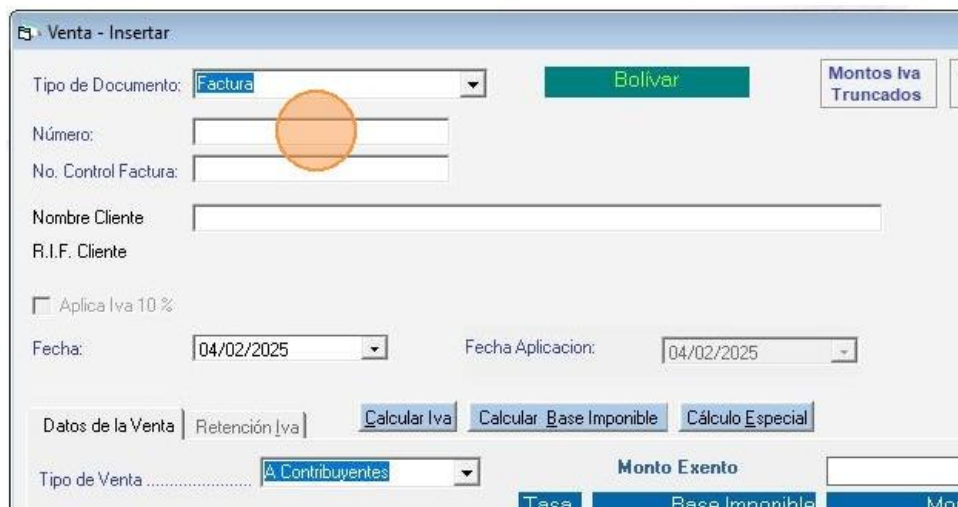 Venta - Insertar
Tipo de Documento: Factura Bolívar Montos Iva
Truncados
Número:
No. Control Factura:
Nombre Cliente
R.I.F. Cliente
Aplica Iva 10 %
Fecha: 04/02/2025 Fecha Aplicacion: 04/02/2025
Datos de la Venta Retención Iva Calcular Iva Calcular Base Imponible Cálculo Especial
Tipo de Venta ...................... A Contribuyentes Monto Exento
Tasa Base Imponible